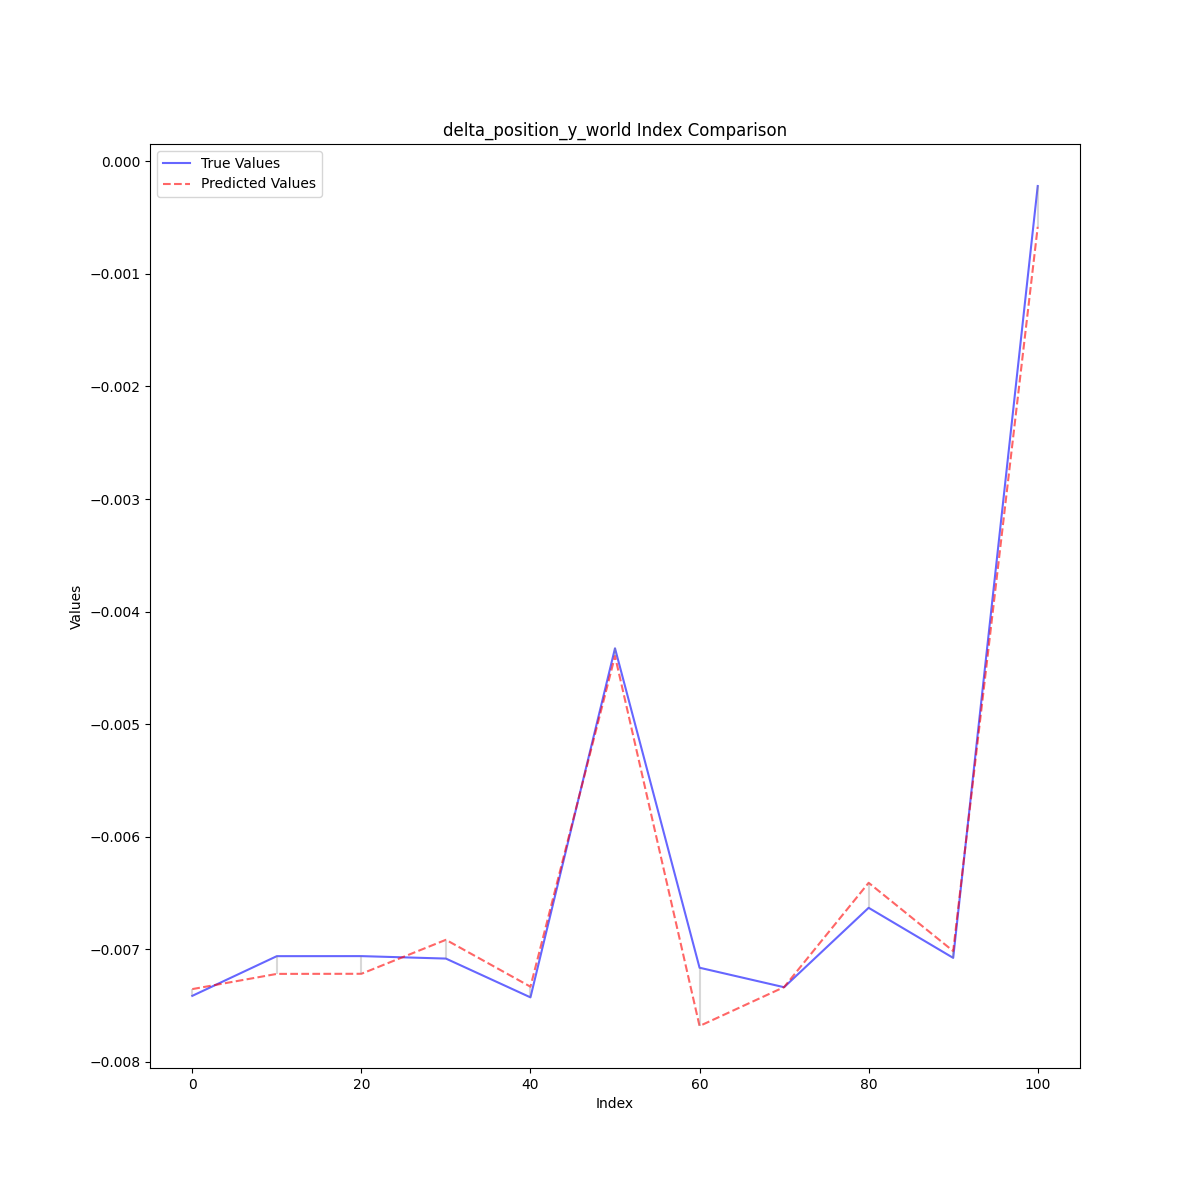 delta_position_y_world Index Comparison
True Values
Predicted Values
0.000
−0.001
−0.002
−0.003
−0.004
−0.005
−0.006
−0.007
−0.008
Values
0 20 40 60 80 100
Index